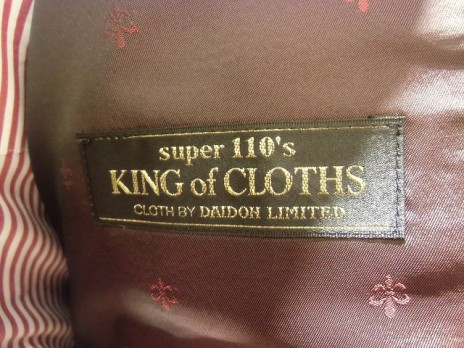 super 110's
KING of CLOTHS
CLOTH BY DAIDOH LIMITED